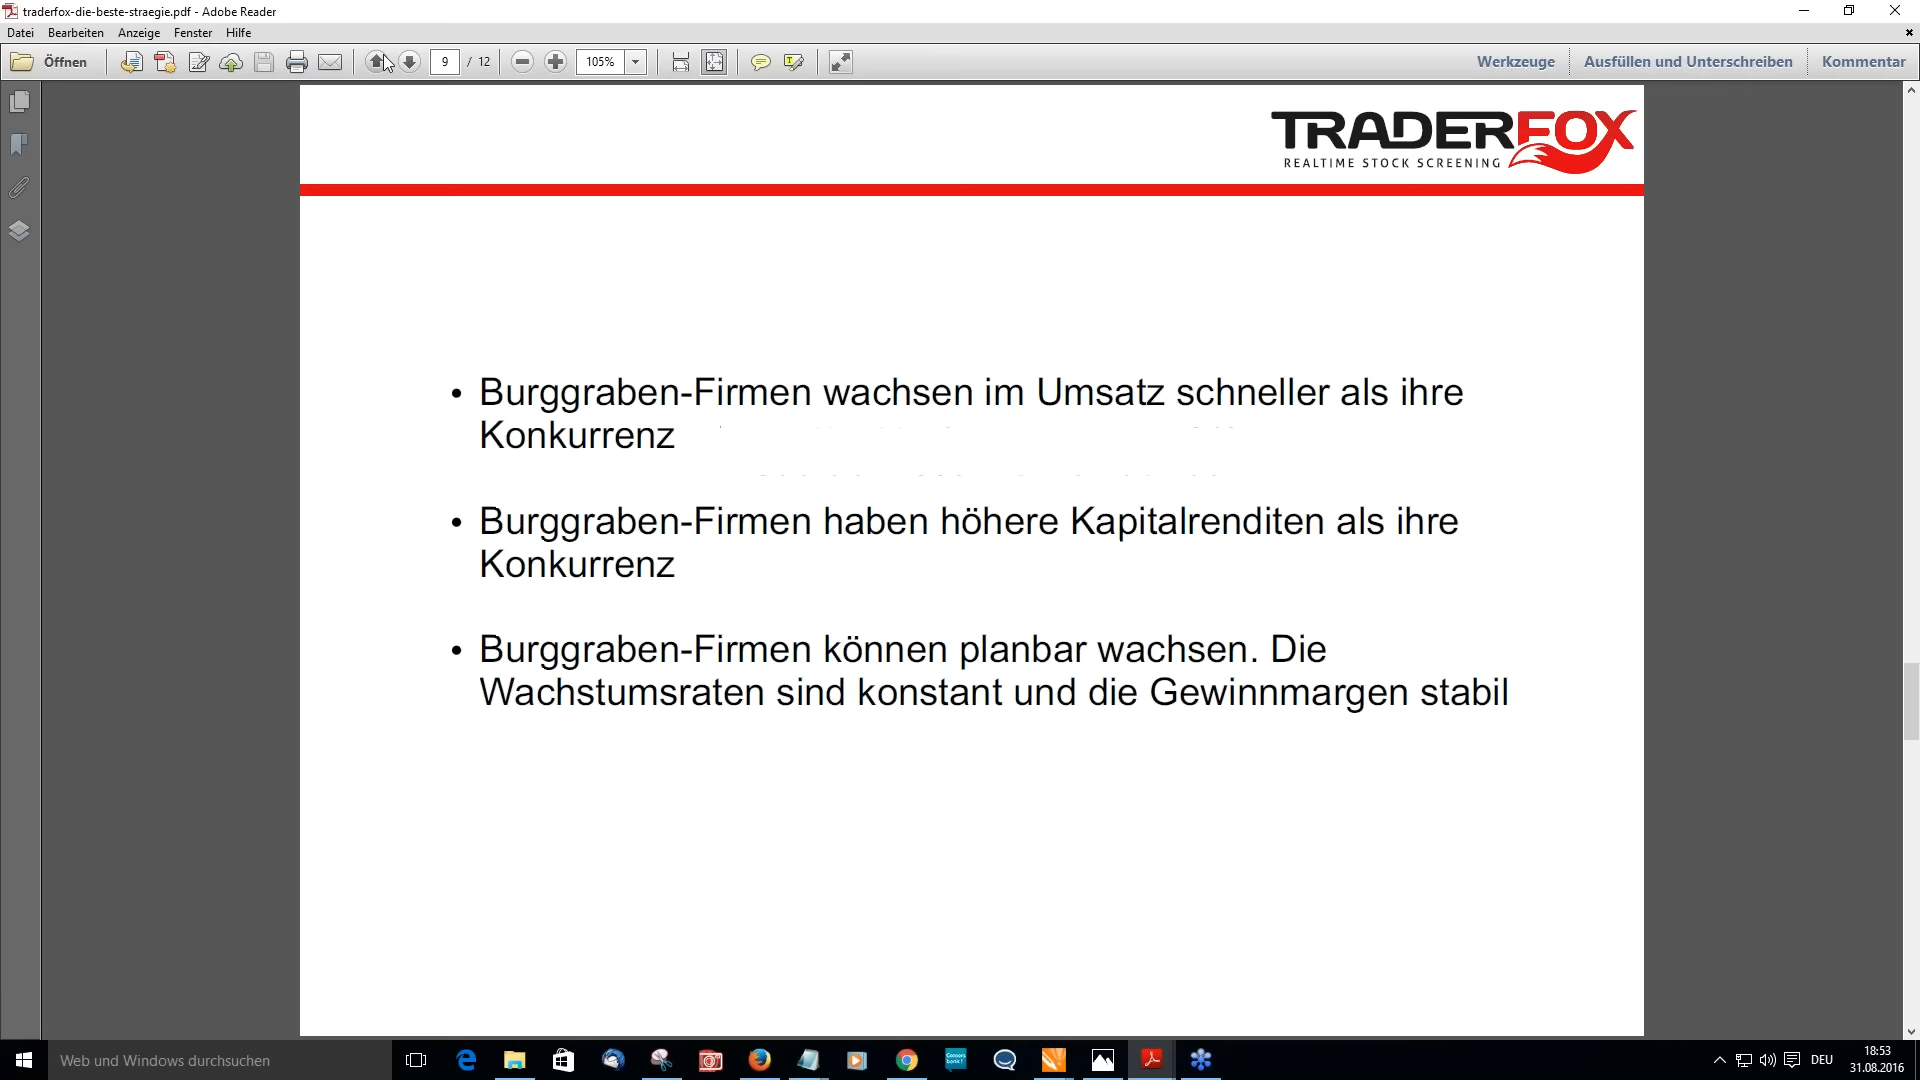 traderfox-die-beste-straegie.pdf - Adobe Reader
Datei Bearbeiten Anzeige Fenster Hilfe
Öffnen 9 / 12 105% Werkzeuge Ausfüllen und Unterschreiben Kommentar
TRADERFOX
REALTIME STOCK SCREENING
• Burggraben-Firmen wachsen im Umsatz schneller als ihre
Konkurrenz
• Burggraben-Firmen haben höhere Kapitalrenditen als ihre
Konkurrenz
• Burggraben-Firmen können planbar wachsen. Die
Wachstumsraten sind konstant und die Gewinnmargen stabil
Web und Windows durchsuchen
DEU
18:53
31.08.2016